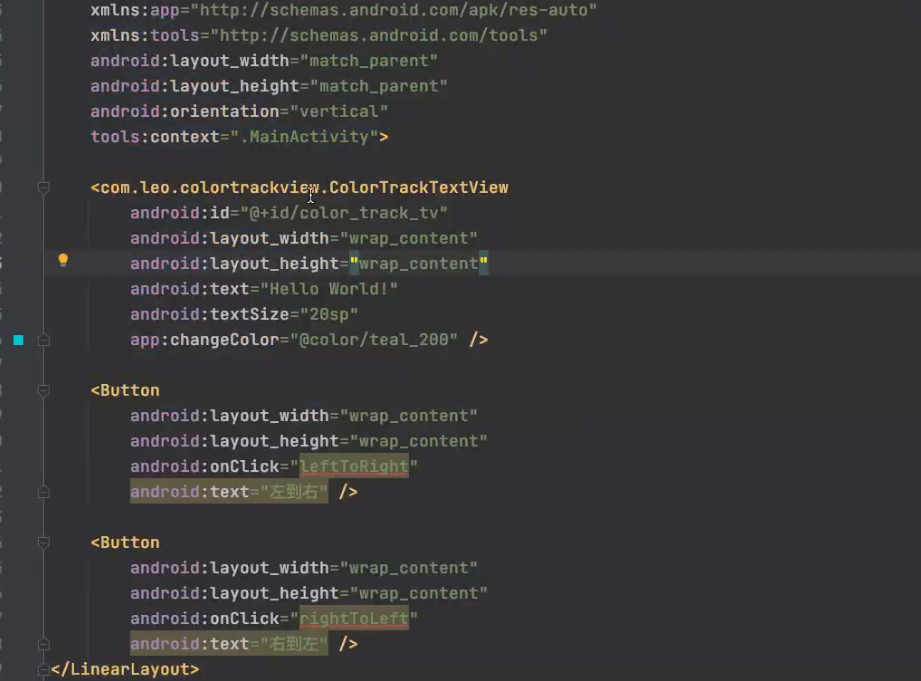 xmlns:app="http://schemas.android.com/apk/res-auto"
xmlns:tools="http://schemas.android.com/tools"
android:layout_width="match_parent"
android:layout_height="match_parent"
android:orientation="vertical"
tools:context=".MainActivity">
<com.leo.colortrackview.ColorTrackTextView
android:id="@+id/color_track_tv"
android:layout_width="wrap_content"
android:layout_height="wrap_content"
android:text="Hello World!"
android:textSize="20sp"
app:changeColor="@color/teal_200" />
<Button
android:layout_width="wrap_content"
android:layout_height="wrap_content"
android:onClick="leftToRight"
android:text="左到右" />
<Button
android:layout_width="wrap_content"
android:layout_height="wrap_content"
android:onClick="rightToLeft"
android:text="右到左" />
</LinearLayout>